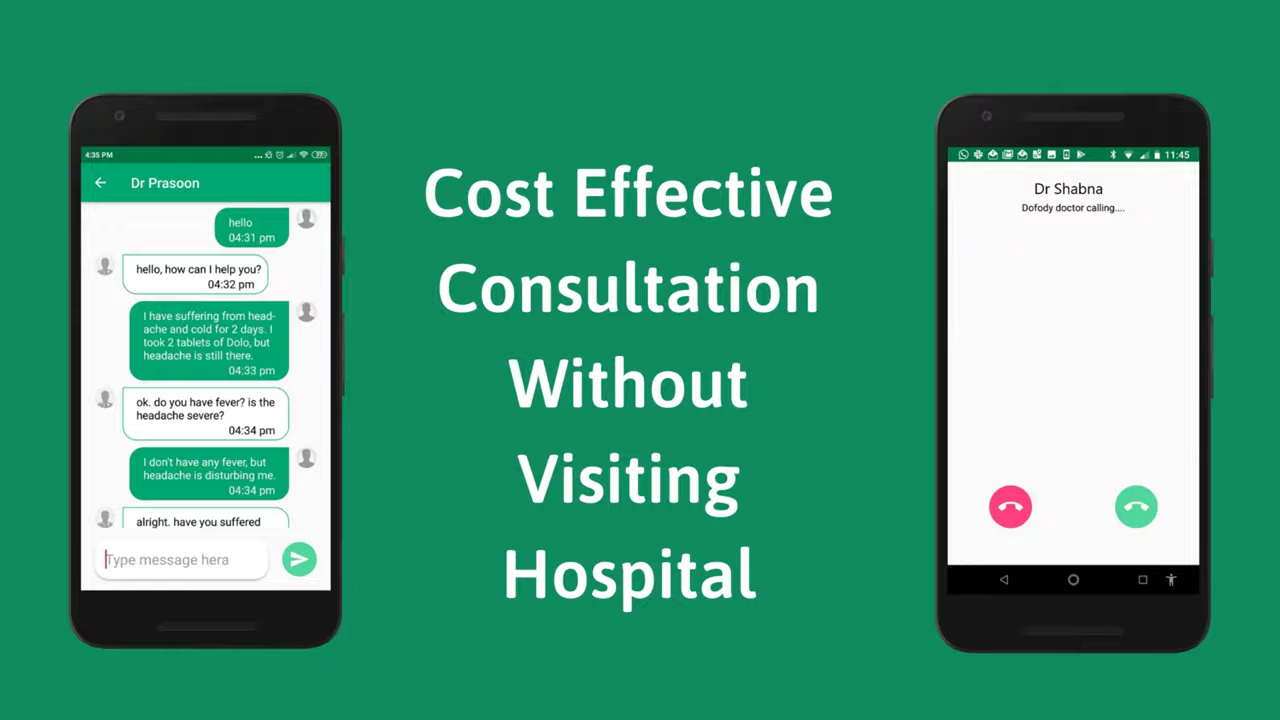 4:35 PM
Dr Prasoon
hello
04:31 pm
hello, how can I help you?
04:32 pm
I have suffering from head-
ache and cold for 2 days. I
took 2 tablets of Dolo, but
headache is still there.
04:33 pm
ok. do you have fever? is the
headache severe?
04:34 pm
I don't have any fever, but
headache is disturbing me.
04:34 pm
alright. have you suffered
Type message hera
Cost Effective
Consultation
Without
Visiting
Hospital
11:45
Dr Shabna
Dofody doctor calling....